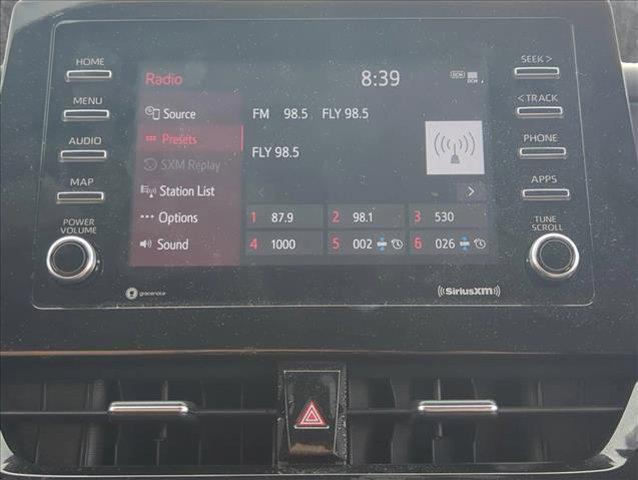 HOME
MENU
AUDIO
MAP
POWER
VOLUME
Radio
8:39
Source
Presets
SXM Replay
Station List
Options
Sound
FM 98.5 FLY 98.5
FLY 98.5
1 87.9 2 98.1 3 530
4 1000 5 002 6 026
SEEK >
< TRACK
PHONE
APPS
TUNE
SCROLL
gracenote
SiriusXM